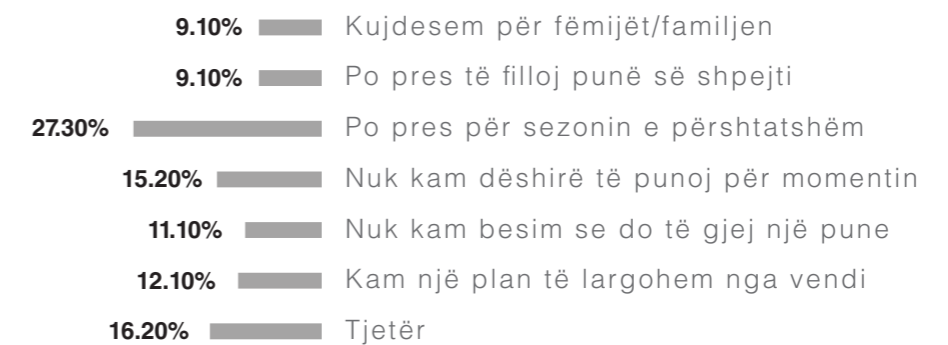 9.10% Kujdesem për fëmijët/familjen
9.10% Po pres të filloj punë së shpejti
27.30% Po pres për sezonin e përshtatshëm
15.20% Nuk kam dëshirë të punoj për momentin
11.10% Nuk kam besim se do të gjej një pune
12.10% Kam një plan të largohem nga vendi
16.20% Tjetër